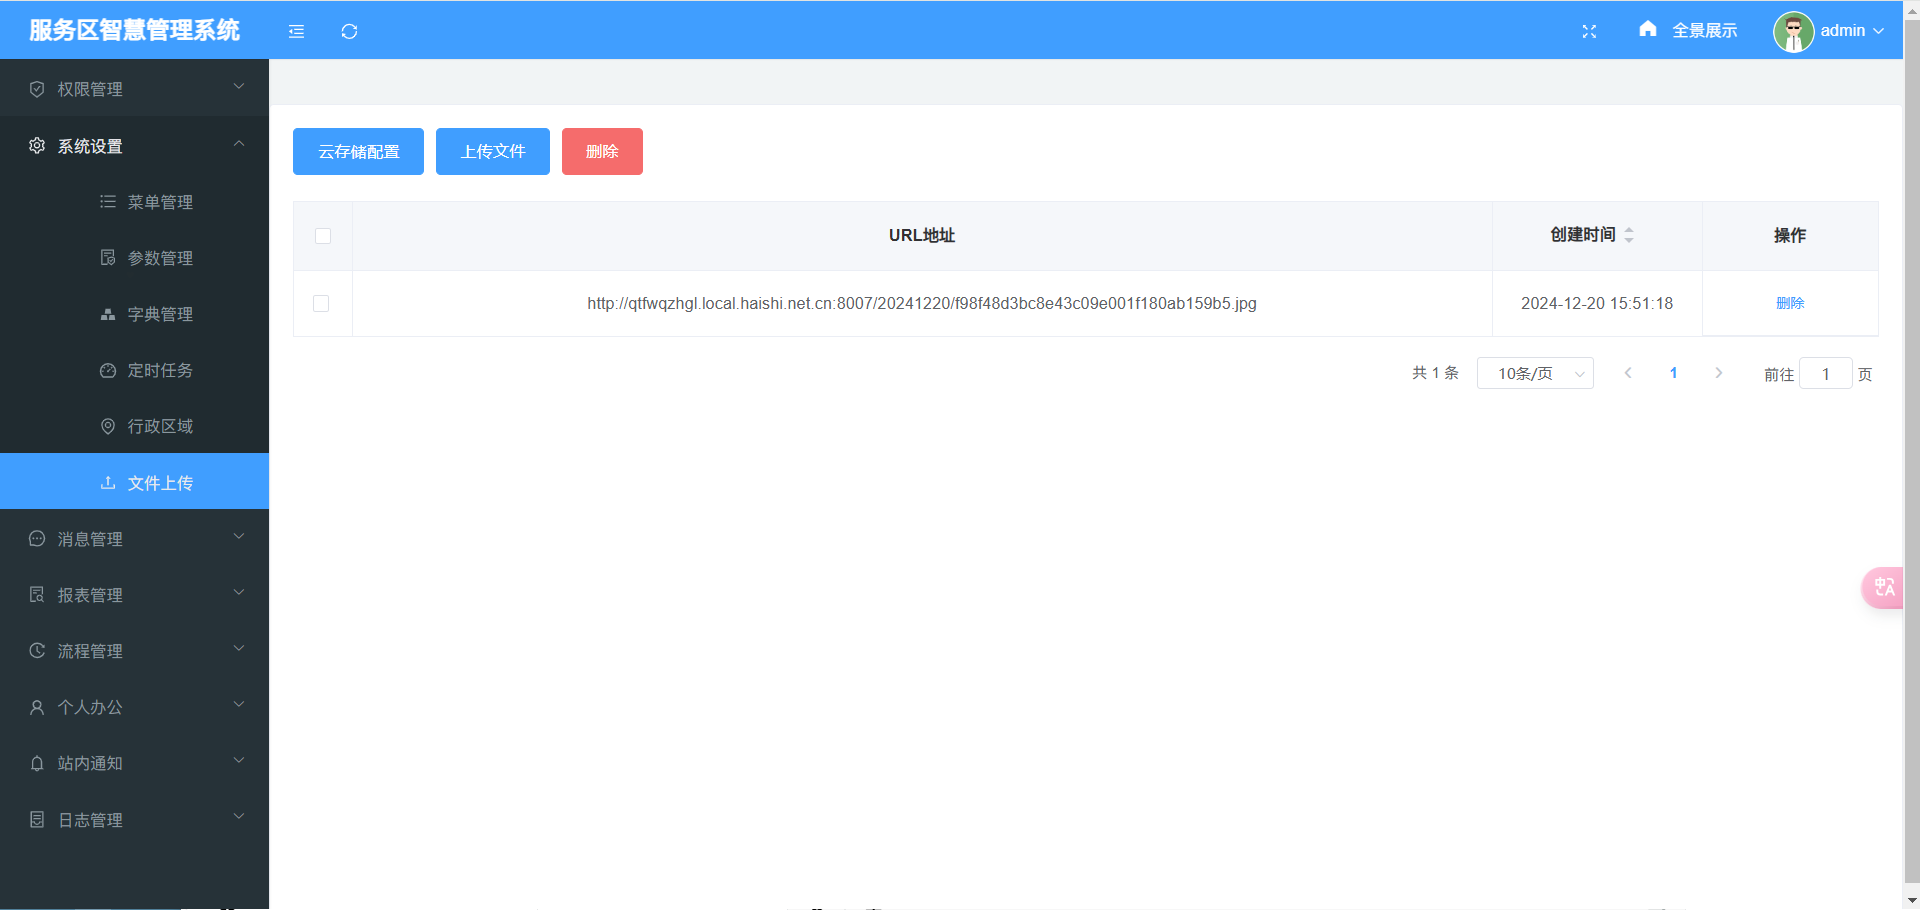 服务区智慧管理系统
全景展示
admin
权限管理
系统设置
菜单管理
参数管理
字典管理
定时任务
行政区域
文件上传
消息管理
报表管理
流程管理
个人办公
站内通知
日志管理
云存储配置
上传文件
删除
URL地址
创建时间
操作
http://qtfwqzhgl.local.haishi.net.cn:8007/20241220/f98f48d3bc8e43c09e001f180ab159b5.jpg
2024-12-20 15:51:18
删除
共 1 条
10条/页
1
前往 1 页
中A